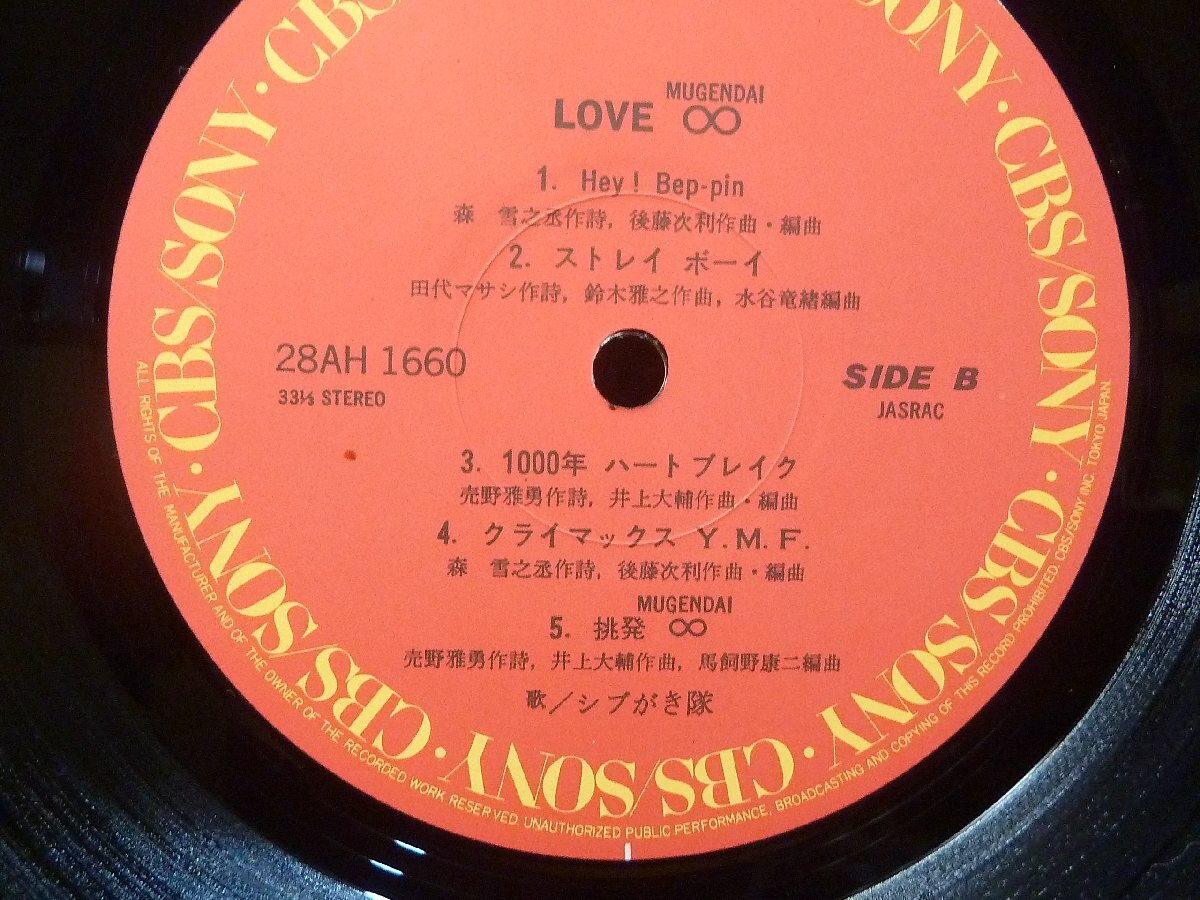 MUGENDAI
LOVE ∞
1. Hey! Bep-pin
森 雪之丞作詩, 後藤次利作曲・編曲
2. ストレイ ボーイ
田代マサシ作詩, 鈴木雅之作曲, 水谷竜緒編曲
28AH 1660
33⅓ STEREO
SIDE B
JASRAC
3. 1000年 ハートブレイク
売野雅勇作詩, 井上大輔作曲・編曲
4. クライマックス Y.M.F.
森 雪之丞作詩, 後藤次利作曲・編曲
MUGENDAI
5. 挑発 ∞
売野雅勇作詩, 井上大輔作曲, 馬飼野康二編曲
歌/シブがき隊
CBS/SONY・CBS/SONY・CBS/SONY・CBS/SONY・CBS/SONY・CBS/SONY・CBS
SONY
ALL RIGHTS OF THE MANUFACTURER AND OF THE OWNER OF THE RECORDED WORK RESERVED UNAUTHORIZED PUBLIC PERFORMANCE, BROADCASTING AND COPYING OF THIS RECORD PROHIBITED. CBS/SONY INC. TOKYO JAPAN.